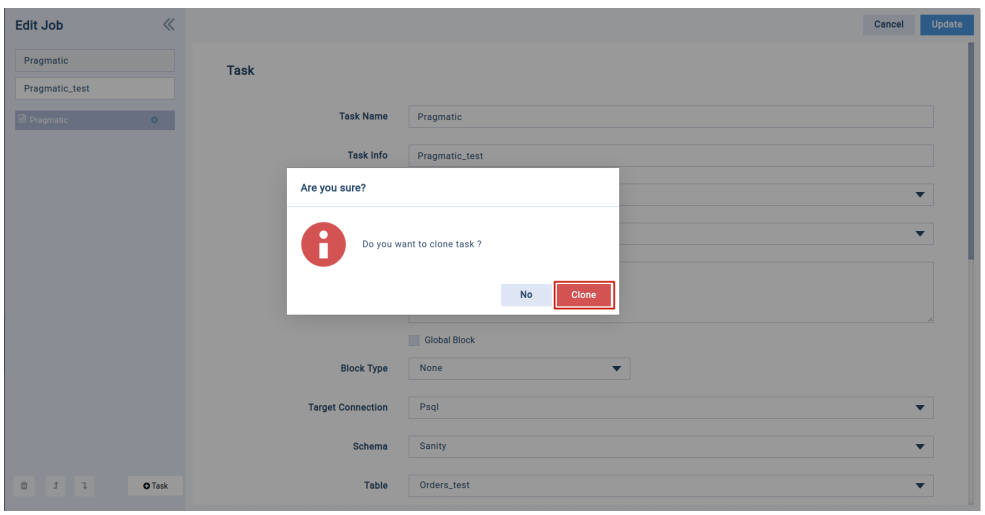 Edit Job
Cancel
Update
Pragmatic
Pragmatic_test
Pragmatic
Task
Task Name
Pragmatic
Task Info
Pragmatic_test
Are you sure?
Do you want to clone task ?
No
Clone
Global Block
Block Type
None
Target Connection
Psql
Schema
Sanity
Table
Orders_test
Task